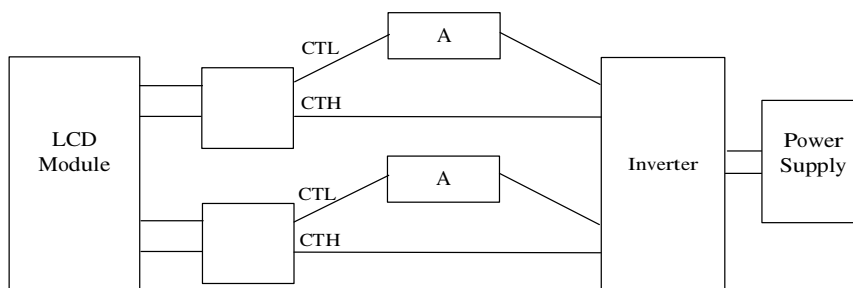 CTL
A
CTH
LCD
Module
Inverter
Power
Supply
CTL
A
CTH